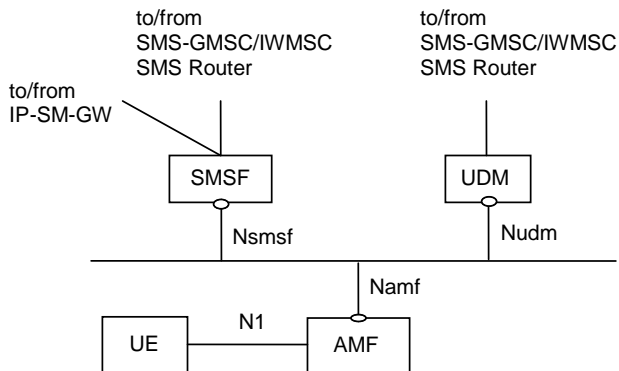 to/from
SMS-GMSC/IWMSC
SMS Router
to/from
SMS-GMSC/IWMSC
SMS Router
to/from
IP-SM-GW
SMSF
UDM
Nsmsf
Nudm
Namf
N1
UE
AMF